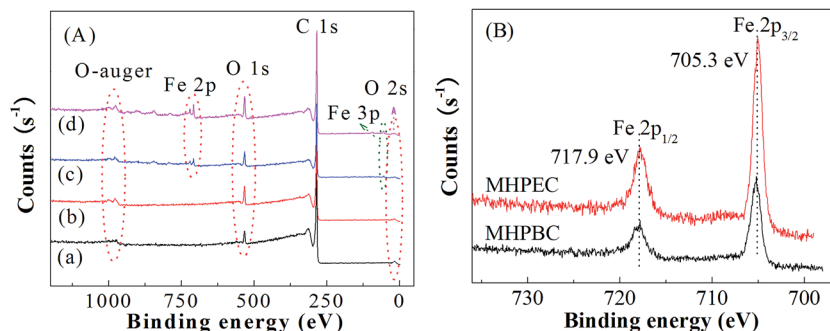 (A)
C 1s
O-auger
Fe 2p
O 1s
O 2s
Fe 3p
(d)
(c)
(b)
(a)
Counts (s-1)
1000 750 500 250 0
Binding energy (eV)
(B)
Fe 2p3/2
705.3 eV
Fe 2p1/2
717.9 eV
MHPEC
MHPBC
Counts (s-1)
730 720 710 700
Binding energy (eV)